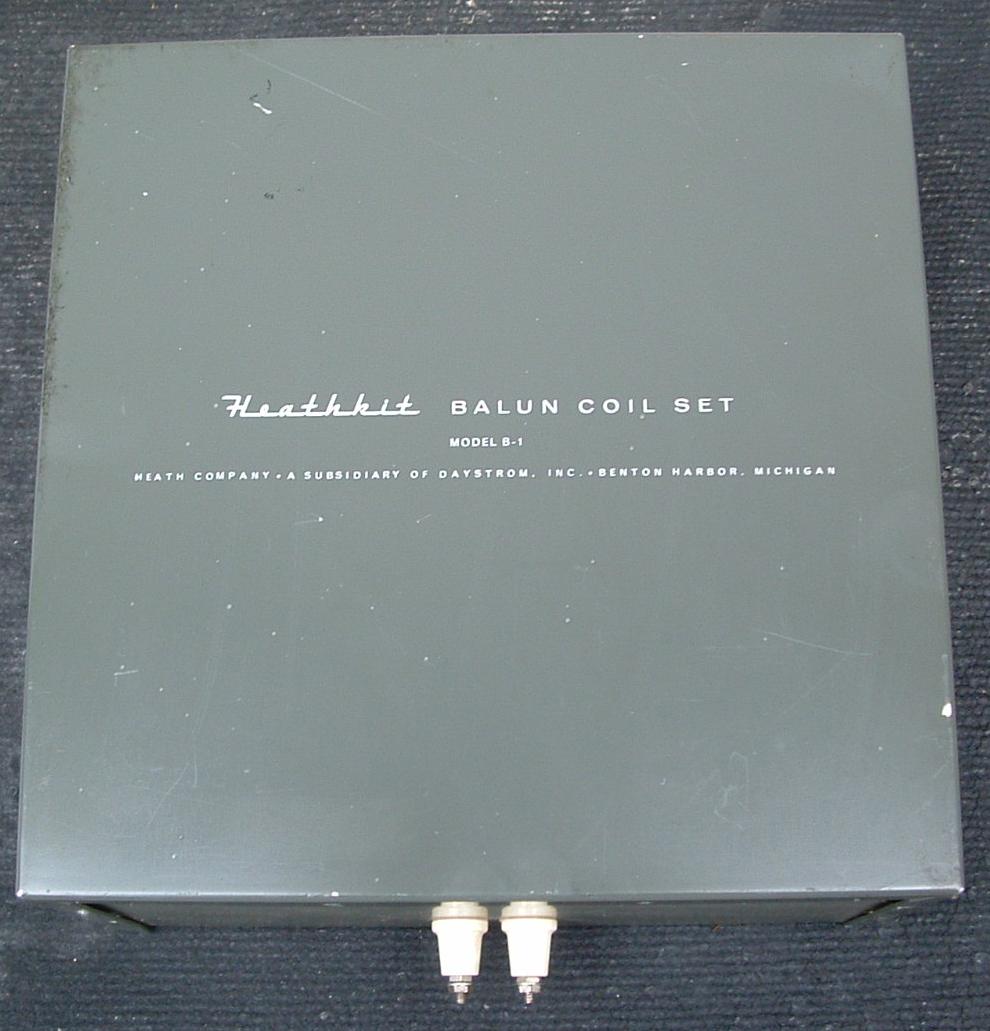 Heathkit BALUN COIL SET
MODEL B-1
HEATH COMPANY • A SUBSIDIARY OF DAYSTROM, INC. • BENTON HARBOR, MICHIGAN